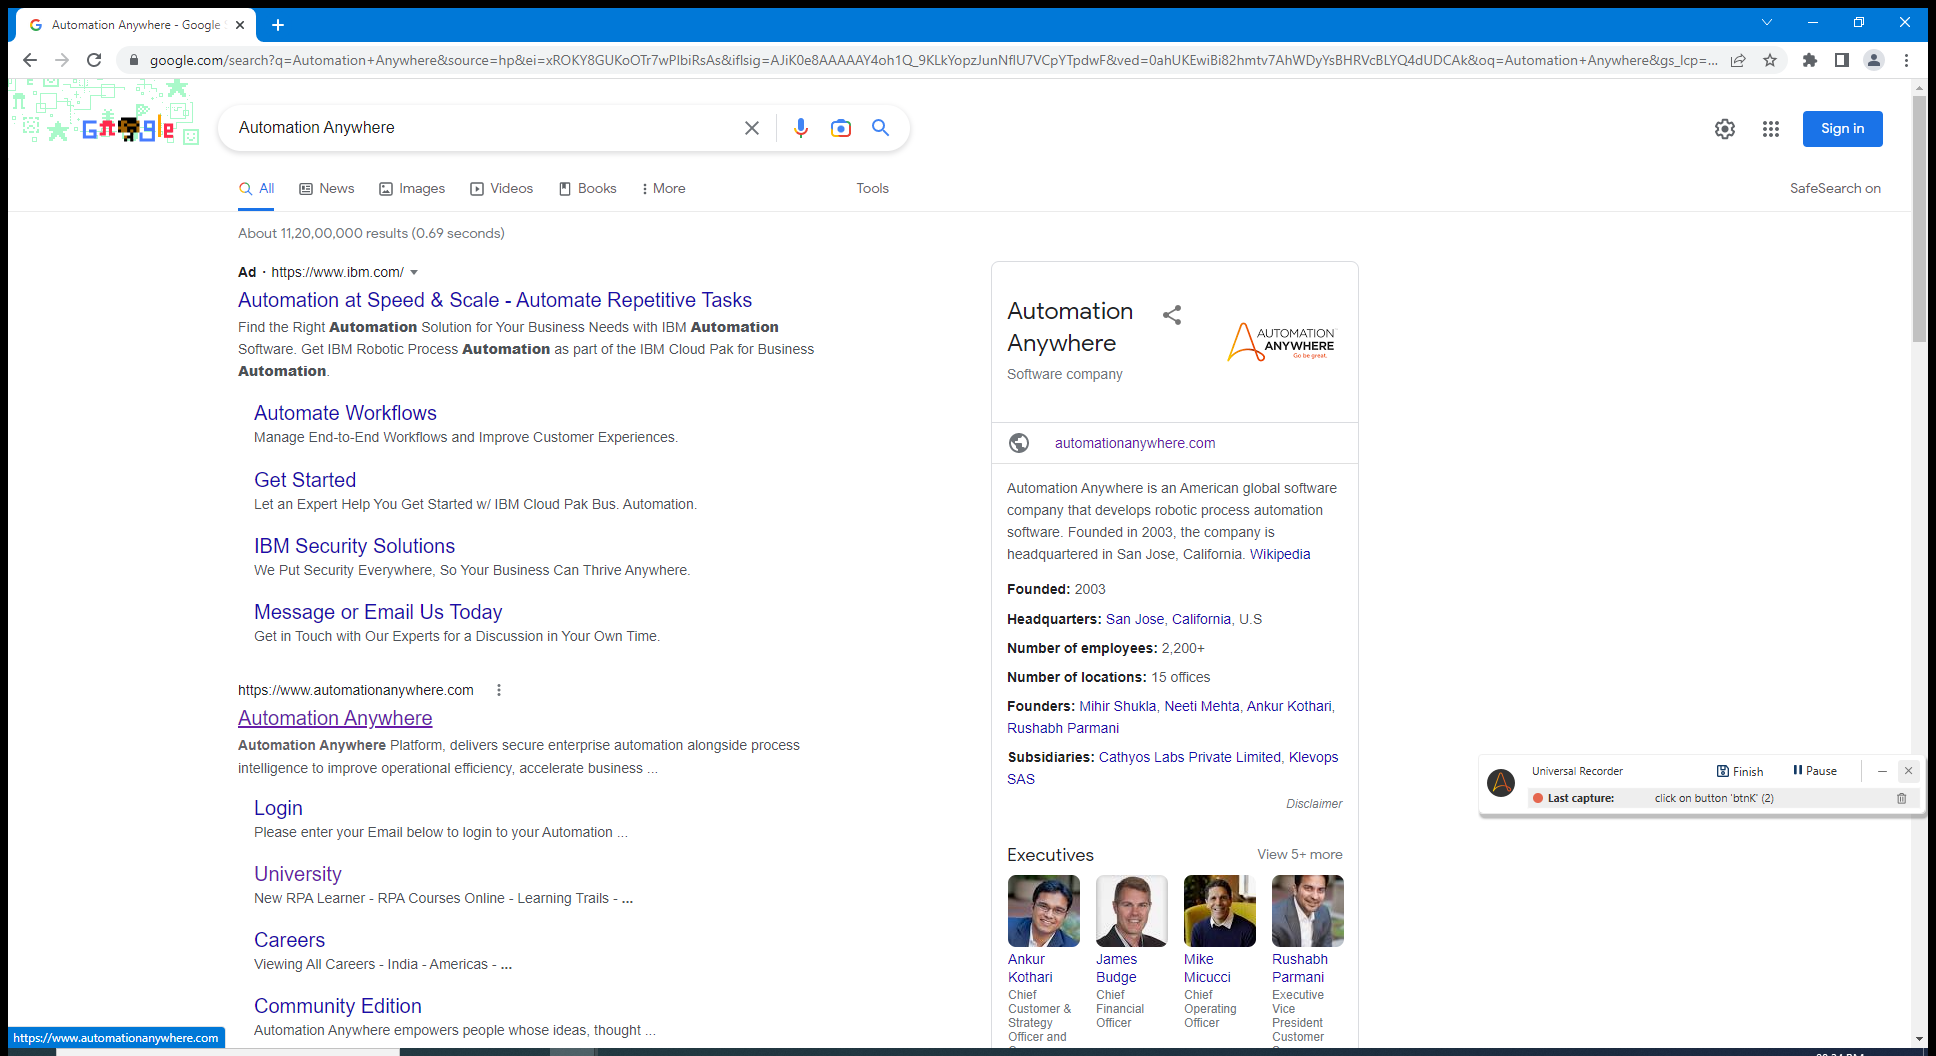 Automation Anywhere - Google
google.com/search?q=Automation+Anywhere&source=hp&ei=xROKY8GUKoOTr7wPlbiRsAs&iflsig=AJiK0e8AAAAAY4oh1Q_9KLkYopzJunNflU7VCpYTpdwF&ved=0ahUKEwiBi82hmtv7AhWDyYsBHRVcBLYQ4dUDCAk&oq=Automation+Anywhere&gs_lcp=...
Google
Automation Anywhere
Sign in
All
News
Images
Videos
Books
More
Tools
SafeSearch on
About 11,20,00,000 results (0.69 seconds)
Ad · https://www.ibm.com/
Automation at Speed & Scale - Automate Repetitive Tasks
Find the Right Automation Solution for Your Business Needs with IBM Automation
Software. Get IBM Robotic Process Automation as part of the IBM Cloud Pak for Business
Automation.
Automate Workflows
Manage End-to-End Workflows and Improve Customer Experiences.
Get Started
Let an Expert Help You Get Started w/ IBM Cloud Pak Bus. Automation.
IBM Security Solutions
We Put Security Everywhere, So Your Business Can Thrive Anywhere.
Message or Email Us Today
Get in Touch with Our Experts for a Discussion in Your Own Time.
https://www.automationanywhere.com
Automation Anywhere
Automation Anywhere Platform, delivers secure enterprise automation alongside process
intelligence to improve operational efficiency, accelerate business ...
Login
Please enter your Email below to login to your Automation ...
University
New RPA Learner - RPA Courses Online - Learning Trails - ...
Careers
Viewing All Careers - India - Americas - ...
Community Edition
Automation Anywhere empowers people whose ideas, thought ...
https://www.automationanywhere.com
Automation
Anywhere
Software company
AUTOMATION
ANYWHERE
Go be great.
automationanywhere.com
Automation Anywhere is an American global software
company that develops robotic process automation
software. Founded in 2003, the company is
headquartered in San Jose, California. Wikipedia
Founded: 2003
Headquarters: San Jose, California, U.S
Number of employees: 2,200+
Number of locations: 15 offices
Founders: Mihir Shukla, Neeti Mehta, Ankur Kothari,
Rushabh Parmani
Subsidiaries: Cathyos Labs Private Limited, Klevops
SAS
Disclaimer
Executives
View 5+ more
Ankur
Kothari
Chief
Customer &
Strategy
Officer and
James
Budge
Chief
Financial
Officer
Mike
Micucci
Chief
Operating
Officer
Rushabh
Parmani
Executive
Vice
President
Customer
Universal Recorder
Finish
Pause
Last capture:
click on button 'btnK' (2)